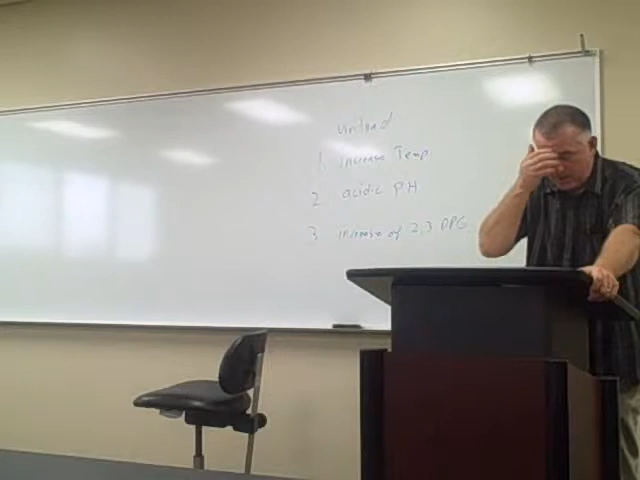 unload
1. increase Temp
2. acidic PH
3. increase of 2,3 DPG